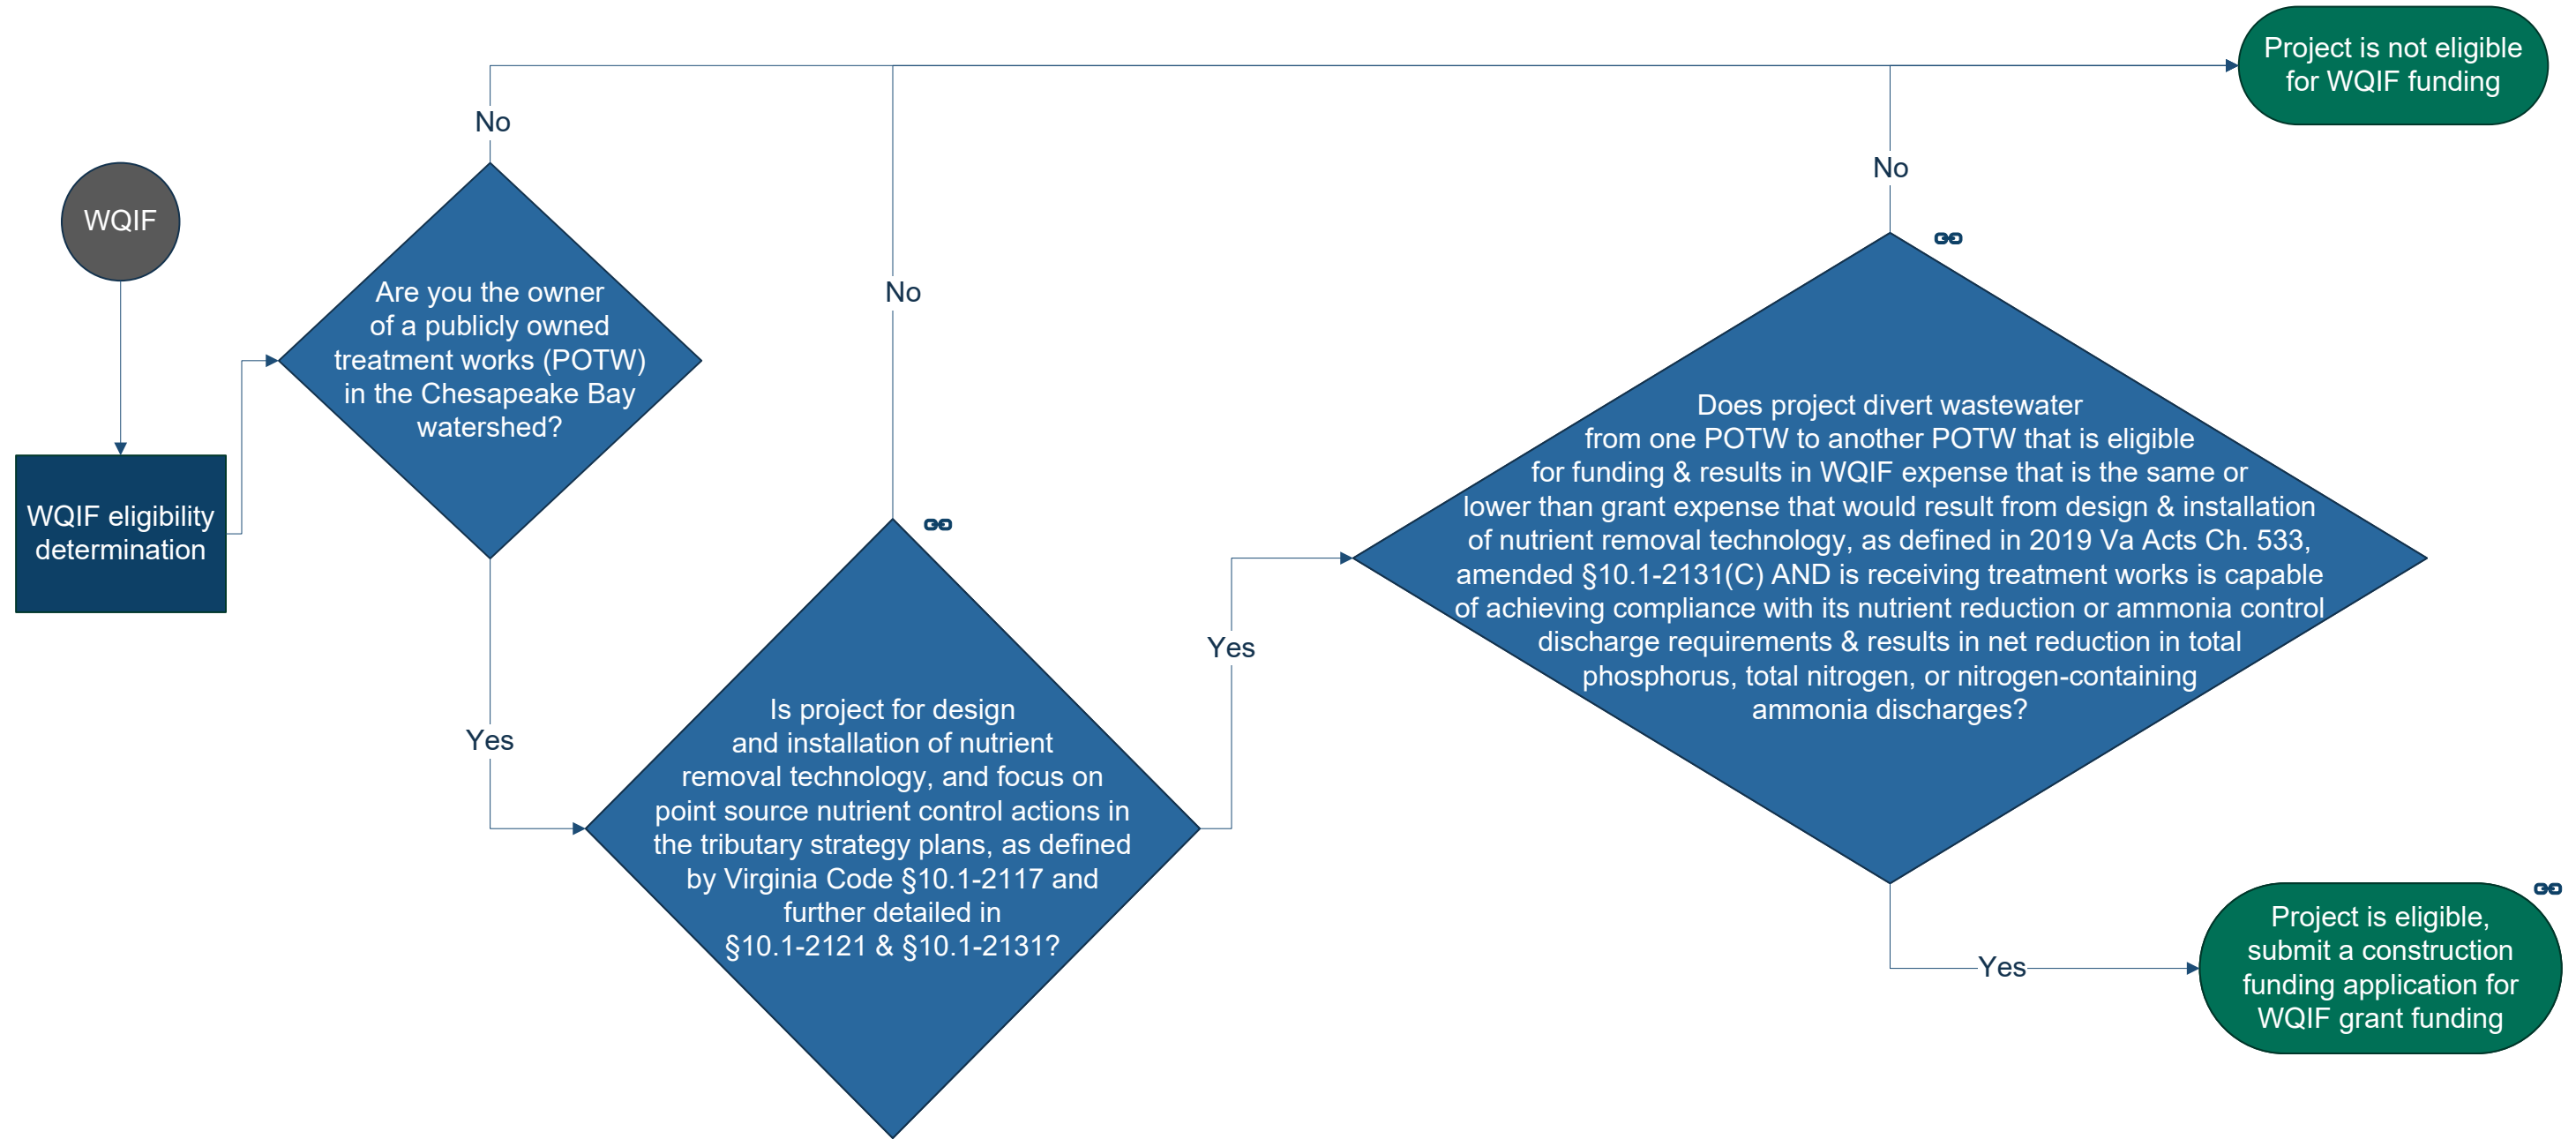 WQIF
WQIF eligibility
determination
No
Are you the owner
of a publicly owned
treatment works (POTW)
in the Chesapeake Bay
watershed?
Yes
No
Is project for design
and installation of nutrient
removal technology, and focus on
point source nutrient control actions in
the tributary strategy plans, as defined
by Virginia Code §10.1-2117 and
further detailed in
§10.1-2121 & §10.1-2131?
Yes
No
Does project divert wastewater
from one POTW to another POTW that is eligible
for funding & results in WQIF expense that is the same or
lower than grant expense that would result from design & installation
of nutrient removal technology, as defined in 2019 Va Acts Ch. 533,
amended §10.1-2131(C) AND is receiving treatment works is capable
of achieving compliance with its nutrient reduction or ammonia control
discharge requirements & results in net reduction in total
phosphorus, total nitrogen, or nitrogen-containing
ammonia discharges?
Yes
Project is not eligible
for WQIF funding
Project is eligible,
submit a construction
funding application for
WQIF grant funding